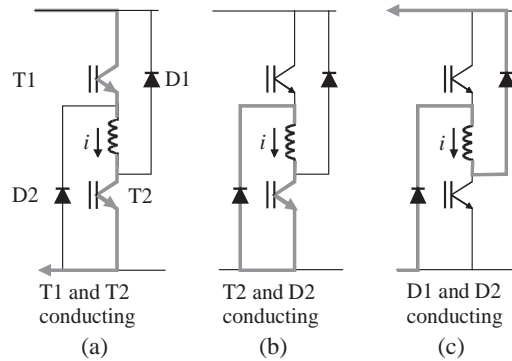 T1
D1
i
D2
T2
i
i
T1 and T2
conducting
(a)
T2 and D2
conducting
(b)
D1 and D2
conducting
(c)